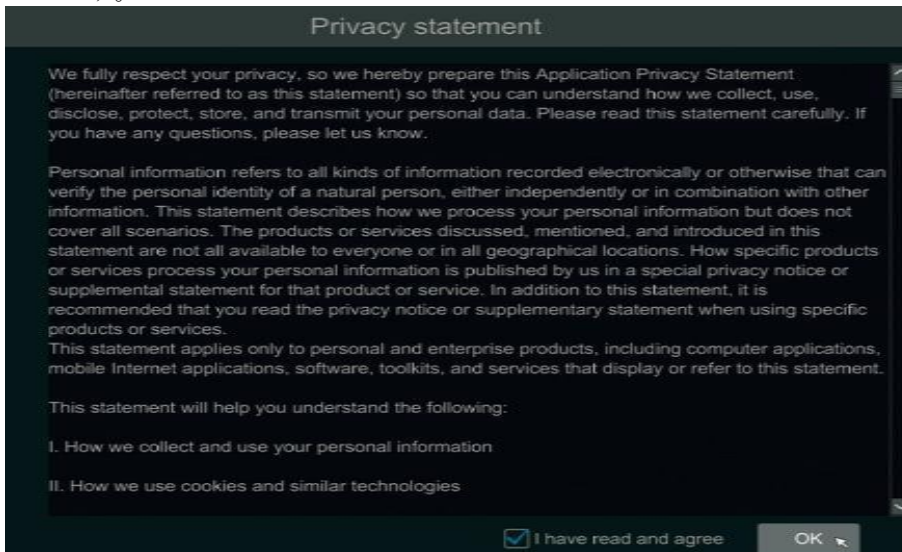 Privacy statement
We fully respect your privacy, so we hereby prepare this Application Privacy Statement
(hereinafter referred to as this statement) so that you can understand how we collect, use,
disclose, protect, store, and transmit your personal data. Please read this statement carefully. If
you have any questions, please let us know.
Personal information refers to all kinds of information recorded electronically or otherwise that can
verify the personal identity of a natural person, either independently or in combination with other
information. This statement describes how we process your personal information but does not
cover all scenarios. The products or services discussed, mentioned, and introduced in this
statement are not all available to everyone or in all geographical locations. How specific products
or services process your personal information is published by us in a special privacy notice or
supplemental statement for that product or service. In addition to this statement, it is
recommended that you read the privacy notice or supplementary statement when using specific
products or services.
This statement applies only to personal and enterprise products, including computer applications,
mobile Internet applications, software, toolkits, and services that display or refer to this statement.
This statement will help you understand the following:
I. How we collect and use your personal information
II. How we use cookies and similar technologies
I have read and agree
OK